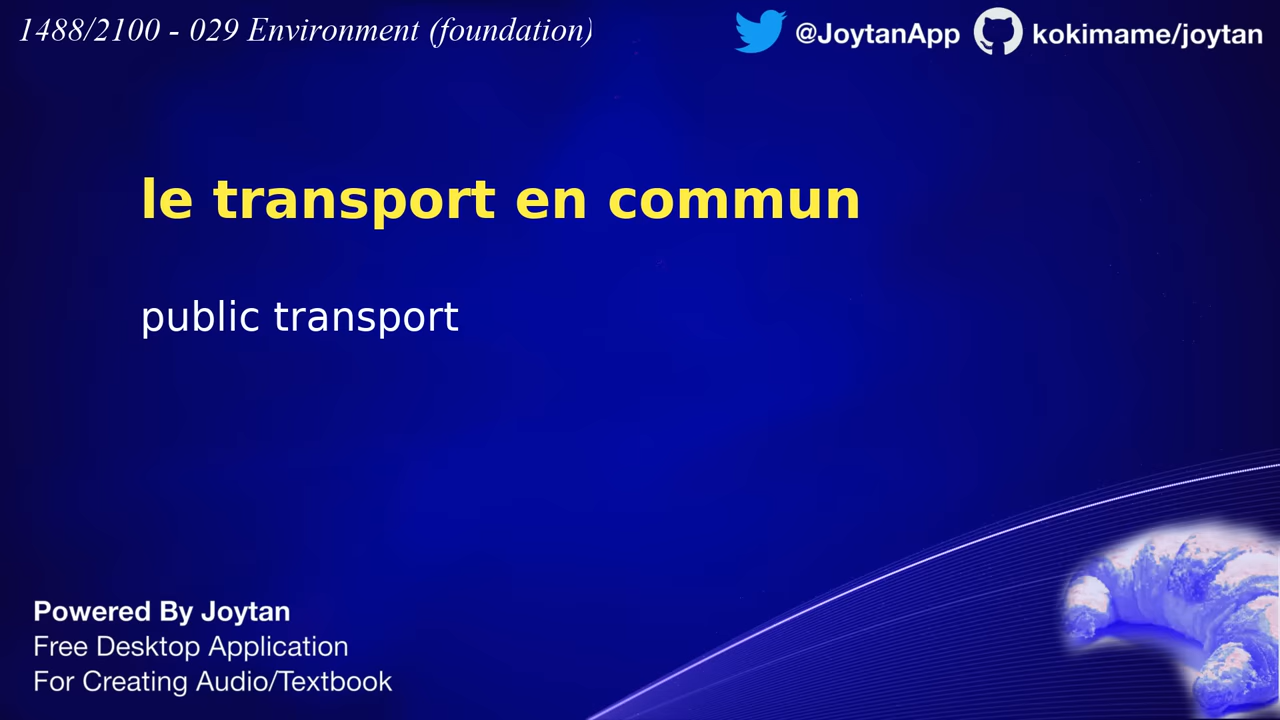 1488/2100 - 029 Environment (foundation)
@JoytanApp kokimame/joytan
le transport en commun
public transport
Powered By Joytan
Free Desktop Application
For Creating Audio/Textbook